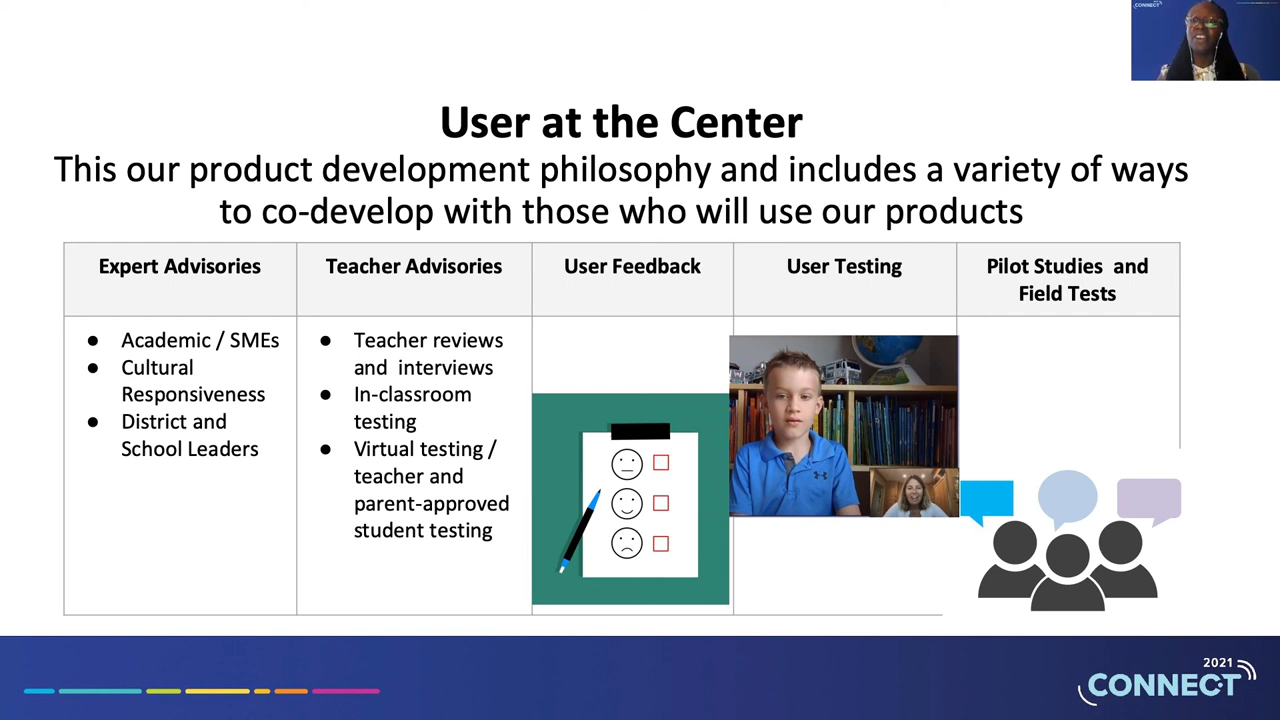 CONNECT
User at the Center
This our product development philosophy and includes a variety of ways
to co-develop with those who will use our products
Expert Advisories
Teacher Advisories
User Feedback
User Testing
Pilot Studies and
Field Tests
● Academic / SMEs
● Cultural
Responsiveness
● District and
School Leaders
● Teacher reviews
and interviews
● In-classroom
testing
● Virtual testing /
teacher and
parent-approved
student testing
2021
CONNECT